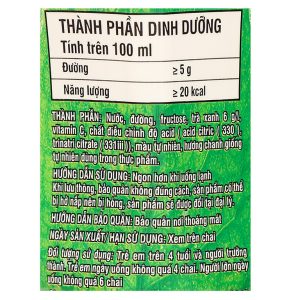 THÀNH PHẦN DINH DƯỠNG
Tính trên 100 ml
Đường ≥ 5 g
Năng lượng ≥ 20 kcal
THÀNH PHẦN: Nước, đường, fructose, trà xanh (6 g/l),
vitamin C, chất điều chỉnh độ acid (acid citric (330),
trinatri citrate (331iii)), màu tự nhiên, hương chanh giống
tự nhiên dùng trong thực phẩm.
HƯỚNG DẪN SỬ DỤNG: Ngon hơn khi uống lạnh
Khi lưu thông, bảo quản không đúng cách, sản phẩm có thể
bị hở nắp nên bị hỏng, sản phẩm sẽ được đổi tại đại lý.
HƯỚNG DẪN BẢO QUẢN: Bảo quản nơi thoáng mát
NGÀY SẢN XUẤT/ HẠN SỬ DỤNG: Xem trên chai
Đối tượng sử dụng: Trẻ em trên 4 tuổi và người trưởng
thành. Trẻ em ngày uống không quá 4 chai. Người lớn ngày
uống không quá 6 chai